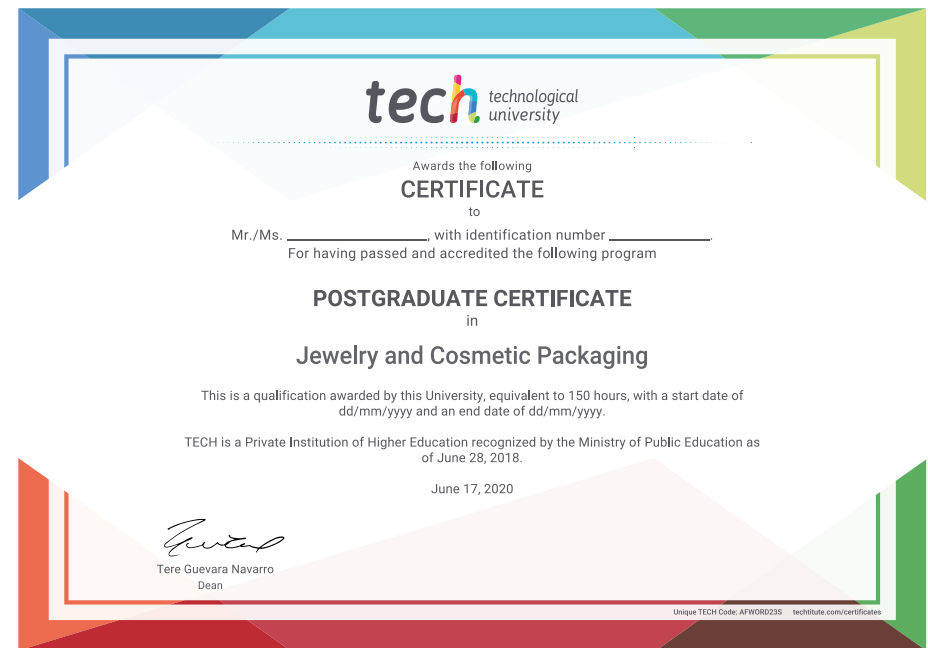 tech technological
university
Awards the following
CERTIFICATE
to
Mr./Ms. ____________, with identification number ____________.
For having passed and accredited the following program
POSTGRADUATE CERTIFICATE
in
Jewelry and Cosmetic Packaging
This is a qualification awarded by this University, equivalent to 150 hours, with a start date of
dd/mm/yyyy and an end date of dd/mm/yyyy.
TECH is a Private Institution of Higher Education recognized by the Ministry of Public Education as
of June 28, 2018.
June 17, 2020
Tere Guevara Navarro
Dean
Unique TECH Code: AFWORD23S techtitute.com/certificates